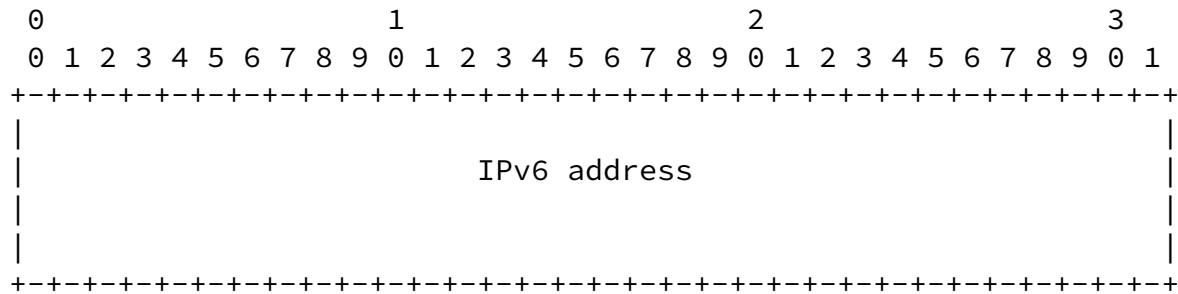 0                   1                   2                   3
 0 1 2 3 4 5 6 7 8 9 0 1 2 3 4 5 6 7 8 9 0 1 2 3 4 5 6 7 8 9 0 1
+-+-+-+-+-+-+-+-+-+-+-+-+-+-+-+-+-+-+-+-+-+-+-+-+-+-+-+-+-+-+-+-+
|                                                               |
|                         IPv6 address                          |
|                                                               |
|                                                               |
+-+-+-+-+-+-+-+-+-+-+-+-+-+-+-+-+-+-+-+-+-+-+-+-+-+-+-+-+-+-+-+-+